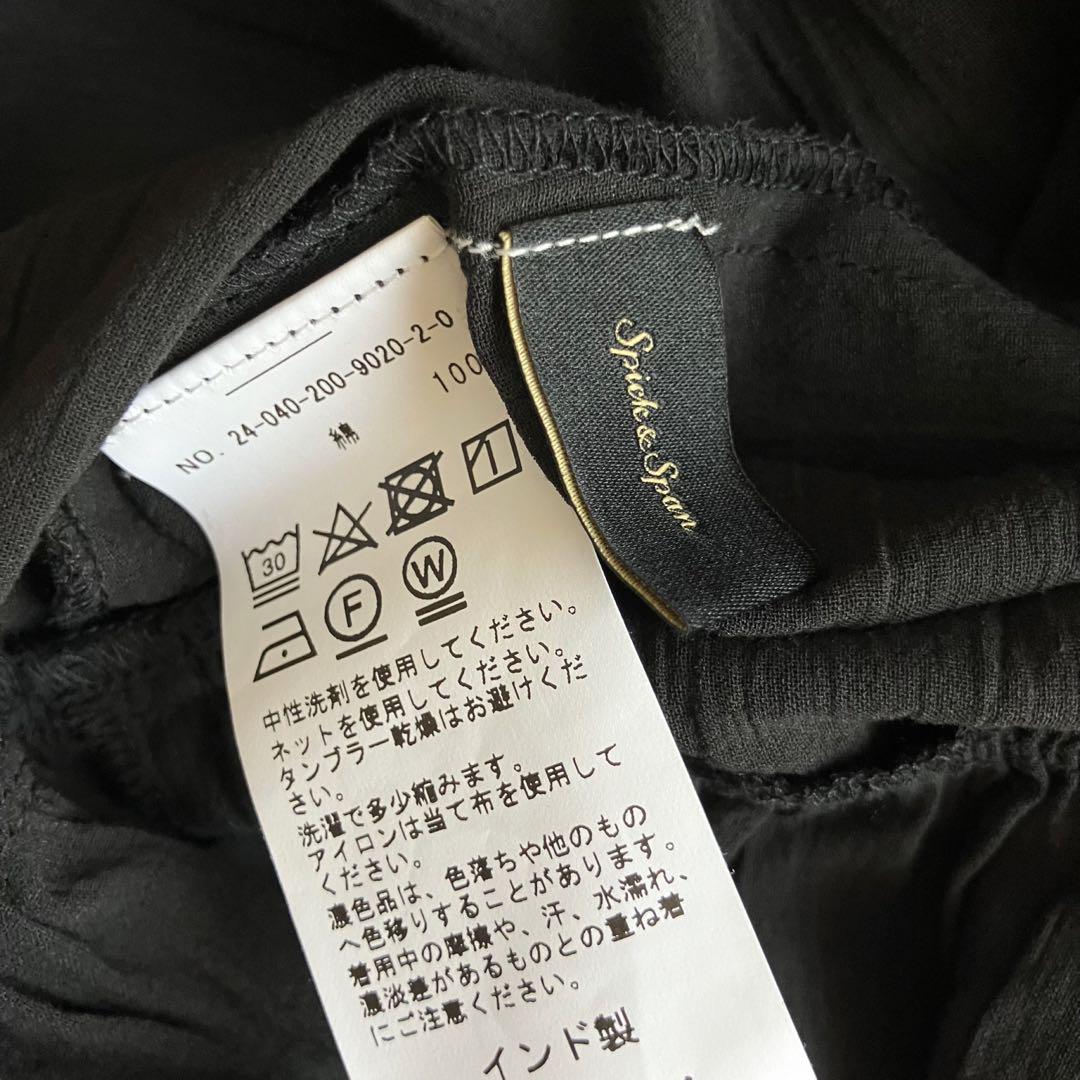 NO. 24-040-200-9020-2-0
綿 100
30
F
W
中性洗剤を使用してください。
ネットを使用してください。
タンブラー乾燥はお避けくだ
さい。
洗濯で多少縮みます。
アイロンは当て布を使用して
ください。
濃色品は、色落ちや他のもの
へ色移りすることがあります。
着用中の摩擦や、汗、水濡れ、
濃淡差があるものとの重ね着
にご注意ください。
インド製
Spick & Span